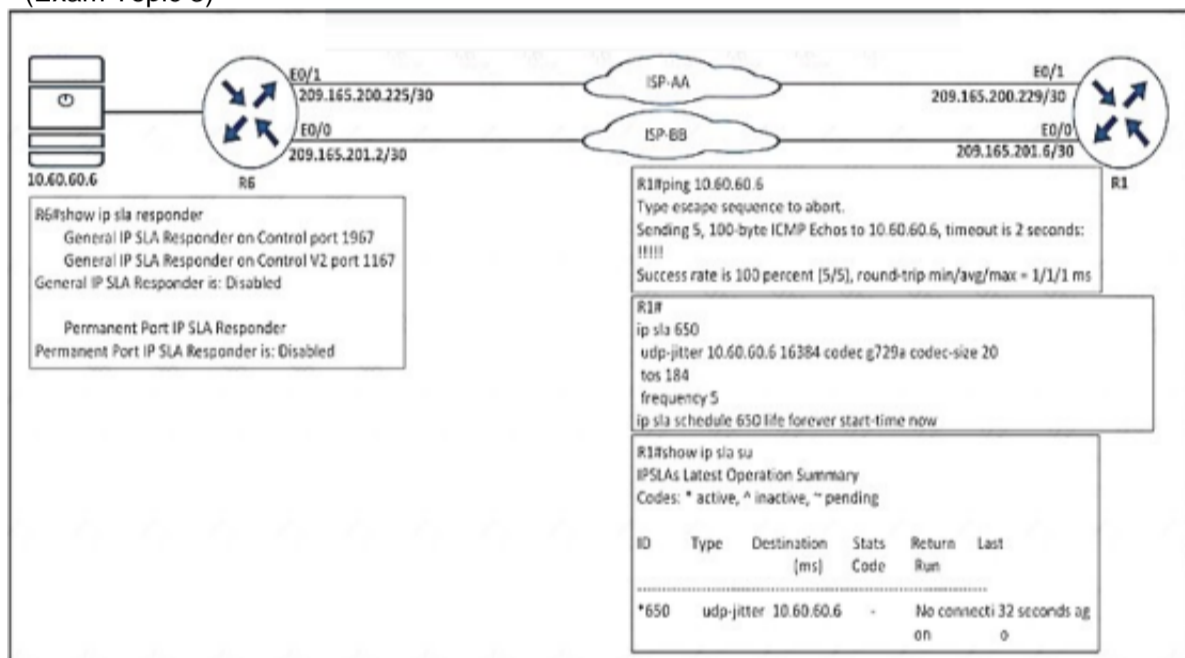 (Exam Topic 3)
E0/1
209.165.200.225/30
E0/0
209.165.201.2/30
10.60.60.6
R6
ISP-AA
ISP-BB
E0/1
209.165.200.229/30
E0/0
209.165.201.6/30
R1
R6#show ip sla responder
General IP SLA Responder on Control port 1967
General IP SLA Responder on Control V2 port 1167
General IP SLA Responder is: Disabled
Permanent Port IP SLA Responder
Permanent Port IP SLA Responder is: Disabled
R1#ping 10.60.60.6
Type escape sequence to abort.
Sending 5, 100-byte ICMP Echos to 10.60.60.6, timeout is 2 seconds:
!!!!!
Success rate is 100 percent (5/5), round-trip min/avg/max = 1/1/1 ms
R1#
ip sla 650
udp-jitter 10.60.60.6 16384 codec g729a codec-size 20
tos 184
frequency 5
ip sla schedule 650 life forever start-time now
R1#show ip sla su
IPSLAs Latest Operation Summary
Codes: * active, ^ inactive, ~ pending
ID Type Destination Stats Return Last
(ms) Code Run
*650 udp-jitter 10.60.60.6 - No connecti 32 seconds ag
on o